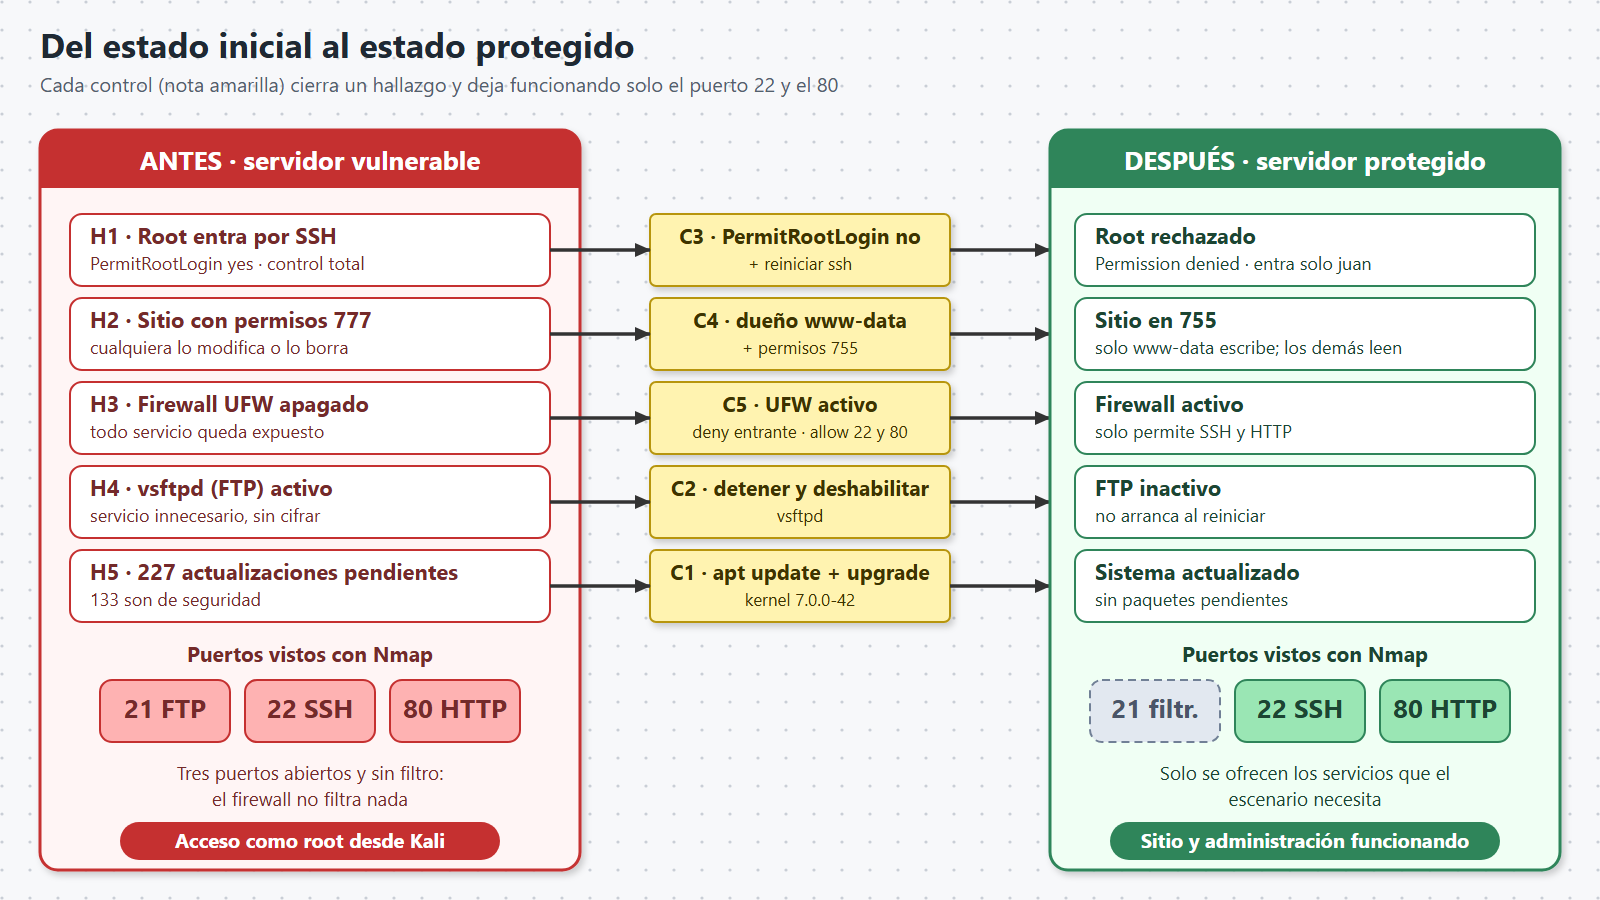 Del estado inicial al estado protegido
Cada control (nota amarilla) cierra un hallazgo y deja funcionando solo el puerto 22 y el 80
ANTES · servidor vulnerable
H1 · Root entra por SSH
PermitRootLogin yes · control total
H2 · Sitio con permisos 777
cualquiera lo modifica o lo borra
H3 · Firewall UFW apagado
todo servicio queda expuesto
H4 · vsftpd (FTP) activo
servicio innecesario, sin cifrar
H5 · 227 actualizaciones pendientes
133 son de seguridad
Puertos vistos con Nmap
21 FTP
22 SSH
80 HTTP
Tres puertos abiertos y sin filtro:
el firewall no filtra nada
Acceso como root desde Kali
C3 · PermitRootLogin no
+ reiniciar ssh
C4 · dueño www-data
+ permisos 755
C5 · UFW activo
deny entrante · allow 22 y 80
C2 · detener y deshabilitar
vsftpd
C1 · apt update + upgrade
kernel 7.0.0-42
DESPUÉS · servidor protegido
Root rechazado
Permission denied · entra solo juan
Sitio en 755
solo www-data escribe; los demás leen
Firewall activo
solo permite SSH y HTTP
FTP inactivo
no arranca al reiniciar
Sistema actualizado
sin paquetes pendientes
Puertos vistos con Nmap
21 filtr.
22 SSH
80 HTTP
Solo se ofrecen los servicios que el
escenario necesita
Sitio y administración funcionando